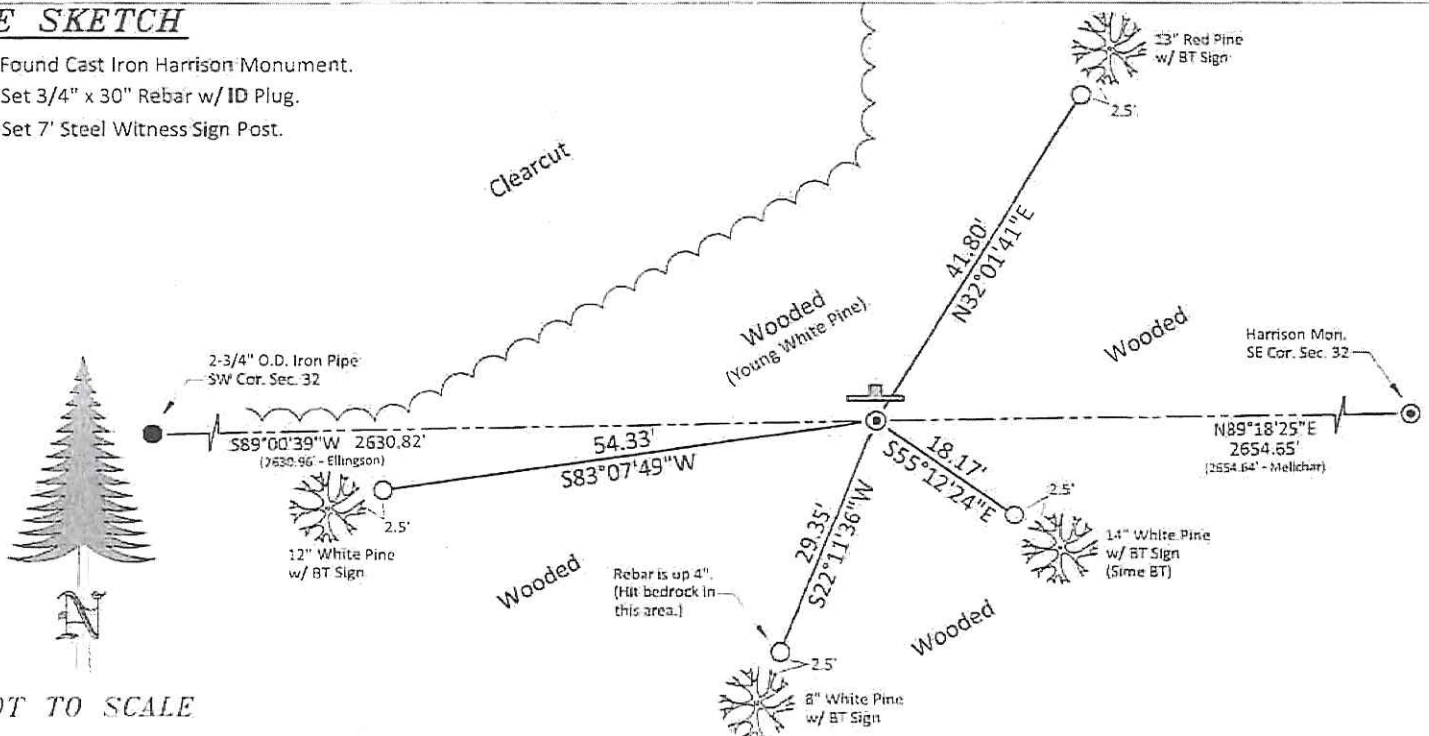 E SKETCH
Found Cast Iron Harrison Monument.
Set 3/4" x 30" Rebar w/ ID Plug.
Set 7' Steel Witness Sign Post.
13" Red Pine
w/ BT Sign
2.5'
Clearcut
41.80'
N32°01'41"E
Wooded
(Young White Pine)
Wooded
Harrison Mon.
SE Cor. Sec. 32
2-3/4" O.D. Iron Pipe
SW Cor. Sec. 32
S89°00'39"W 2630.82'
(2630.96' - Ellingson)
54.33'
S83°07'49"W
18.17'
S55°12'24"E
N89°18'25"E
2654.65'
(2654.64' - Melichar)
2.5'
12" White Pine
w/ BT Sign
29.35'
S22°11'36"W
2.5'
14" White Pine
w/ BT Sign
(Sime BT)
Wooded
Rebar is up 4".
(Hit bedrock in
this area.)
Wooded
N
2.5'
8" White Pine
w/ BT Sign
OT TO SCALE